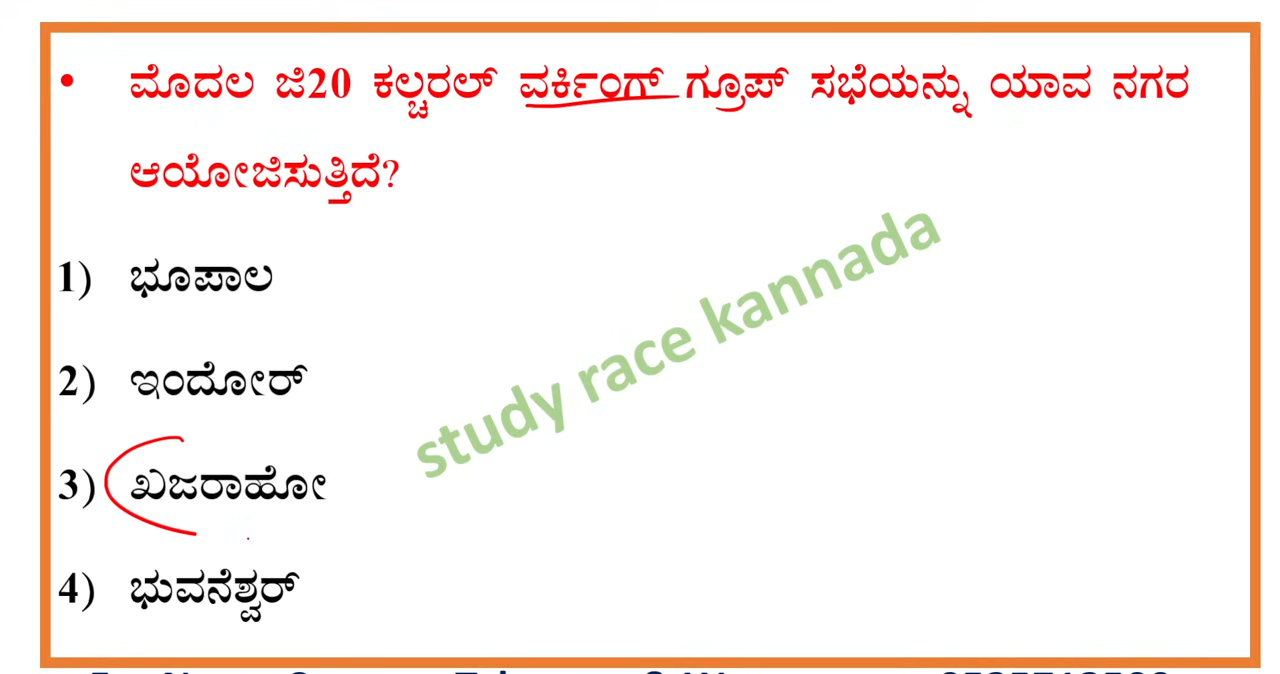 • ಮೊದಲ ಜಿ20 ಕಲ್ಚರಲ್ ವರ್ಕಿಂಗ್ ಗ್ರೂಪ್ ಸಭೆಯನ್ನು ಯಾವ ನಗರ
ಆಯೋಜಿಸುತ್ತಿದೆ?
1) ಭೂಪಾಲ
2) ಇಂದೋರ್
study race kannada
3) ಖಜರಾಹೋ
4) ಭುವನೆಶ್ವರ್